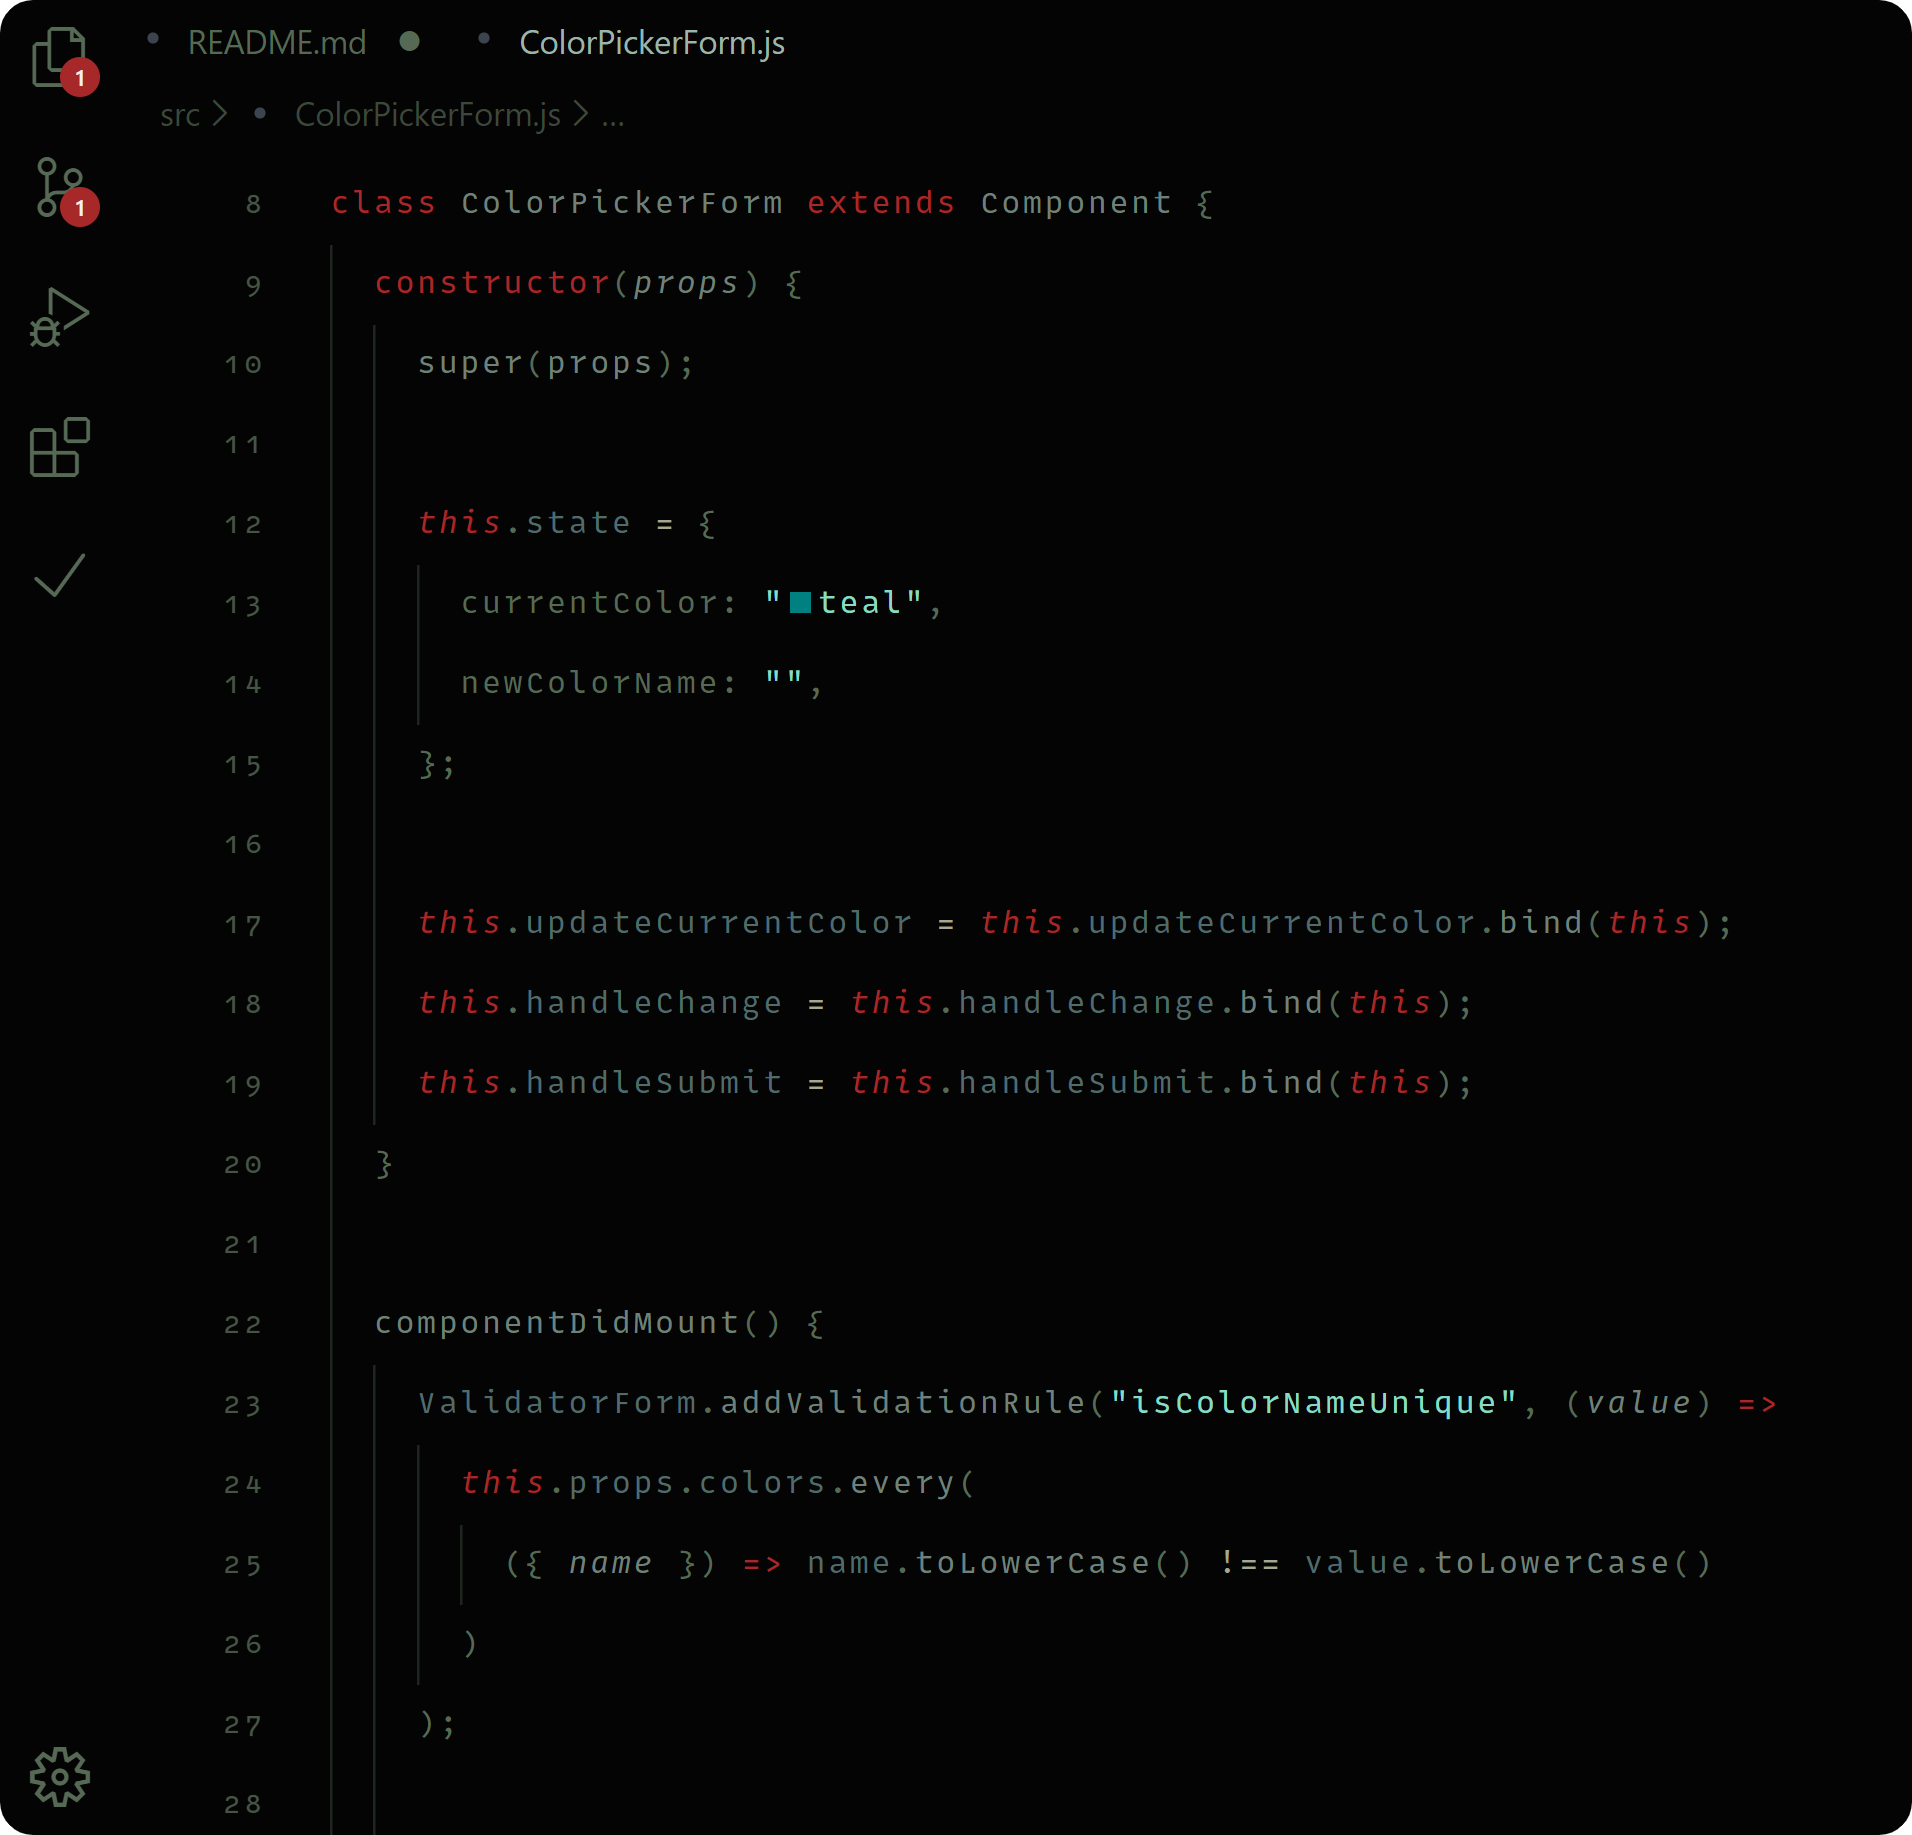 README.md ColorPickerForm.js
1
src > ColorPickerForm.js > ...
1
8 class ColorPickerForm extends Component {
9 constructor(props) {
10 super(props);
11
12 this.state = {
13 currentColor: "teal",
14 newColorName: "",
15 };
16
17 this.updateCurrentColor = this.updateCurrentColor.bind(this);
18 this.handleChange = this.handleChange.bind(this);
19 this.handleSubmit = this.handleSubmit.bind(this);
20 }
21
22 componentDidMount() {
23 ValidatorForm.addValidationRule("isColorNameUnique", (value) =>
24 this.props.colors.every(
25 ({ name }) => name.toLowerCase() !== value.toLowerCase()
26 )
27 );
28